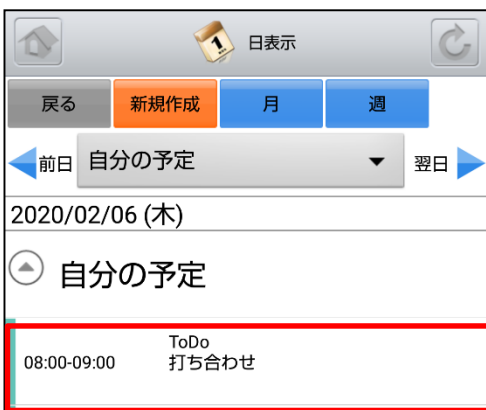 日表示
戻る 新規作成 月 週
前日 自分の予定 翌日
2020/02/06 (木)
自分の予定
ToDo
08:00-09:00 打ち合わせ